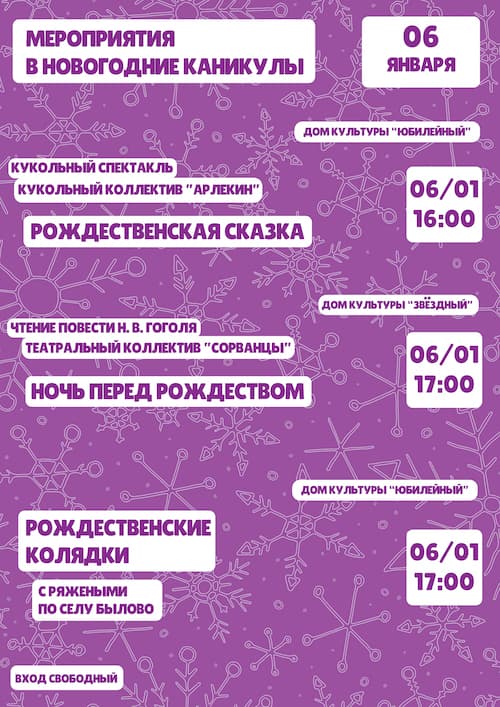 МЕРОПРИЯТИЯ
В НОВОГОДНИЕ КАНИКУЛЫ
06
ЯНВАРЯ
ДОМ КУЛЬТУРЫ "ЮБИЛЕЙНЫЙ"
КУКОЛЬНЫЙ СПЕКТАКЛЬ
КУКОЛЬНЫЙ КОЛЛЕКТИВ "АРЛЕКИН"
РОЖДЕСТВЕНСКАЯ СКАЗКА
06/01
16:00
ДОМ КУЛЬТУРЫ "ЗВЁЗДНЫЙ"
ЧТЕНИЕ ПОВЕСТИ Н. В. ГОГОЛЯ
ТЕАТРАЛЬНЫЙ КОЛЛЕКТИВ "СОРВАНЦЫ"
НОЧЬ ПЕРЕД РОЖДЕСТВОМ
06/01
17:00
ДОМ КУЛЬТУРЫ "ЮБИЛЕЙНЫЙ"
РОЖДЕСТВЕНСКИЕ
КОЛЯДКИ
С РЯЖЕНЫМИ
ПО СЕЛУ БЫЛОВО
06/01
17:00
ВХОД СВОБОДНЫЙ